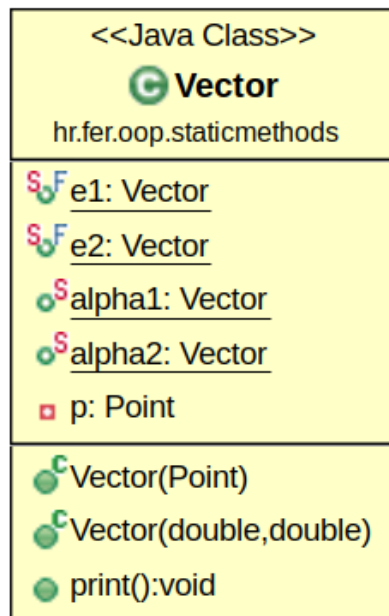 <<Java Class>>
C Vector
hr.fer.oop.staticmethods
S F e1: Vector
S F e2: Vector
S alpha1: Vector
S alpha2: Vector
p: Point
C Vector(Point)
C Vector(double,double)
print():void